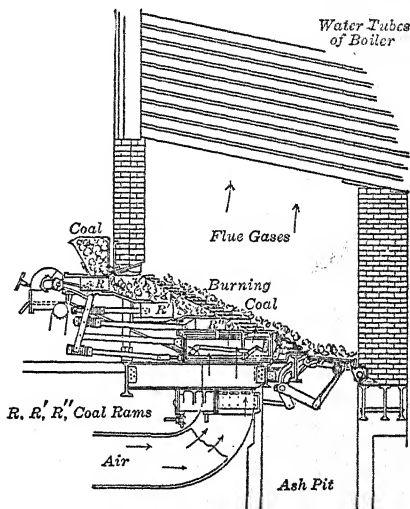 Water Tubes
of Boiler
Coal
Flue Gases
Burning
Coal
R
R'
R"
R, R', R", Coal Rams
Air
Ash Pit